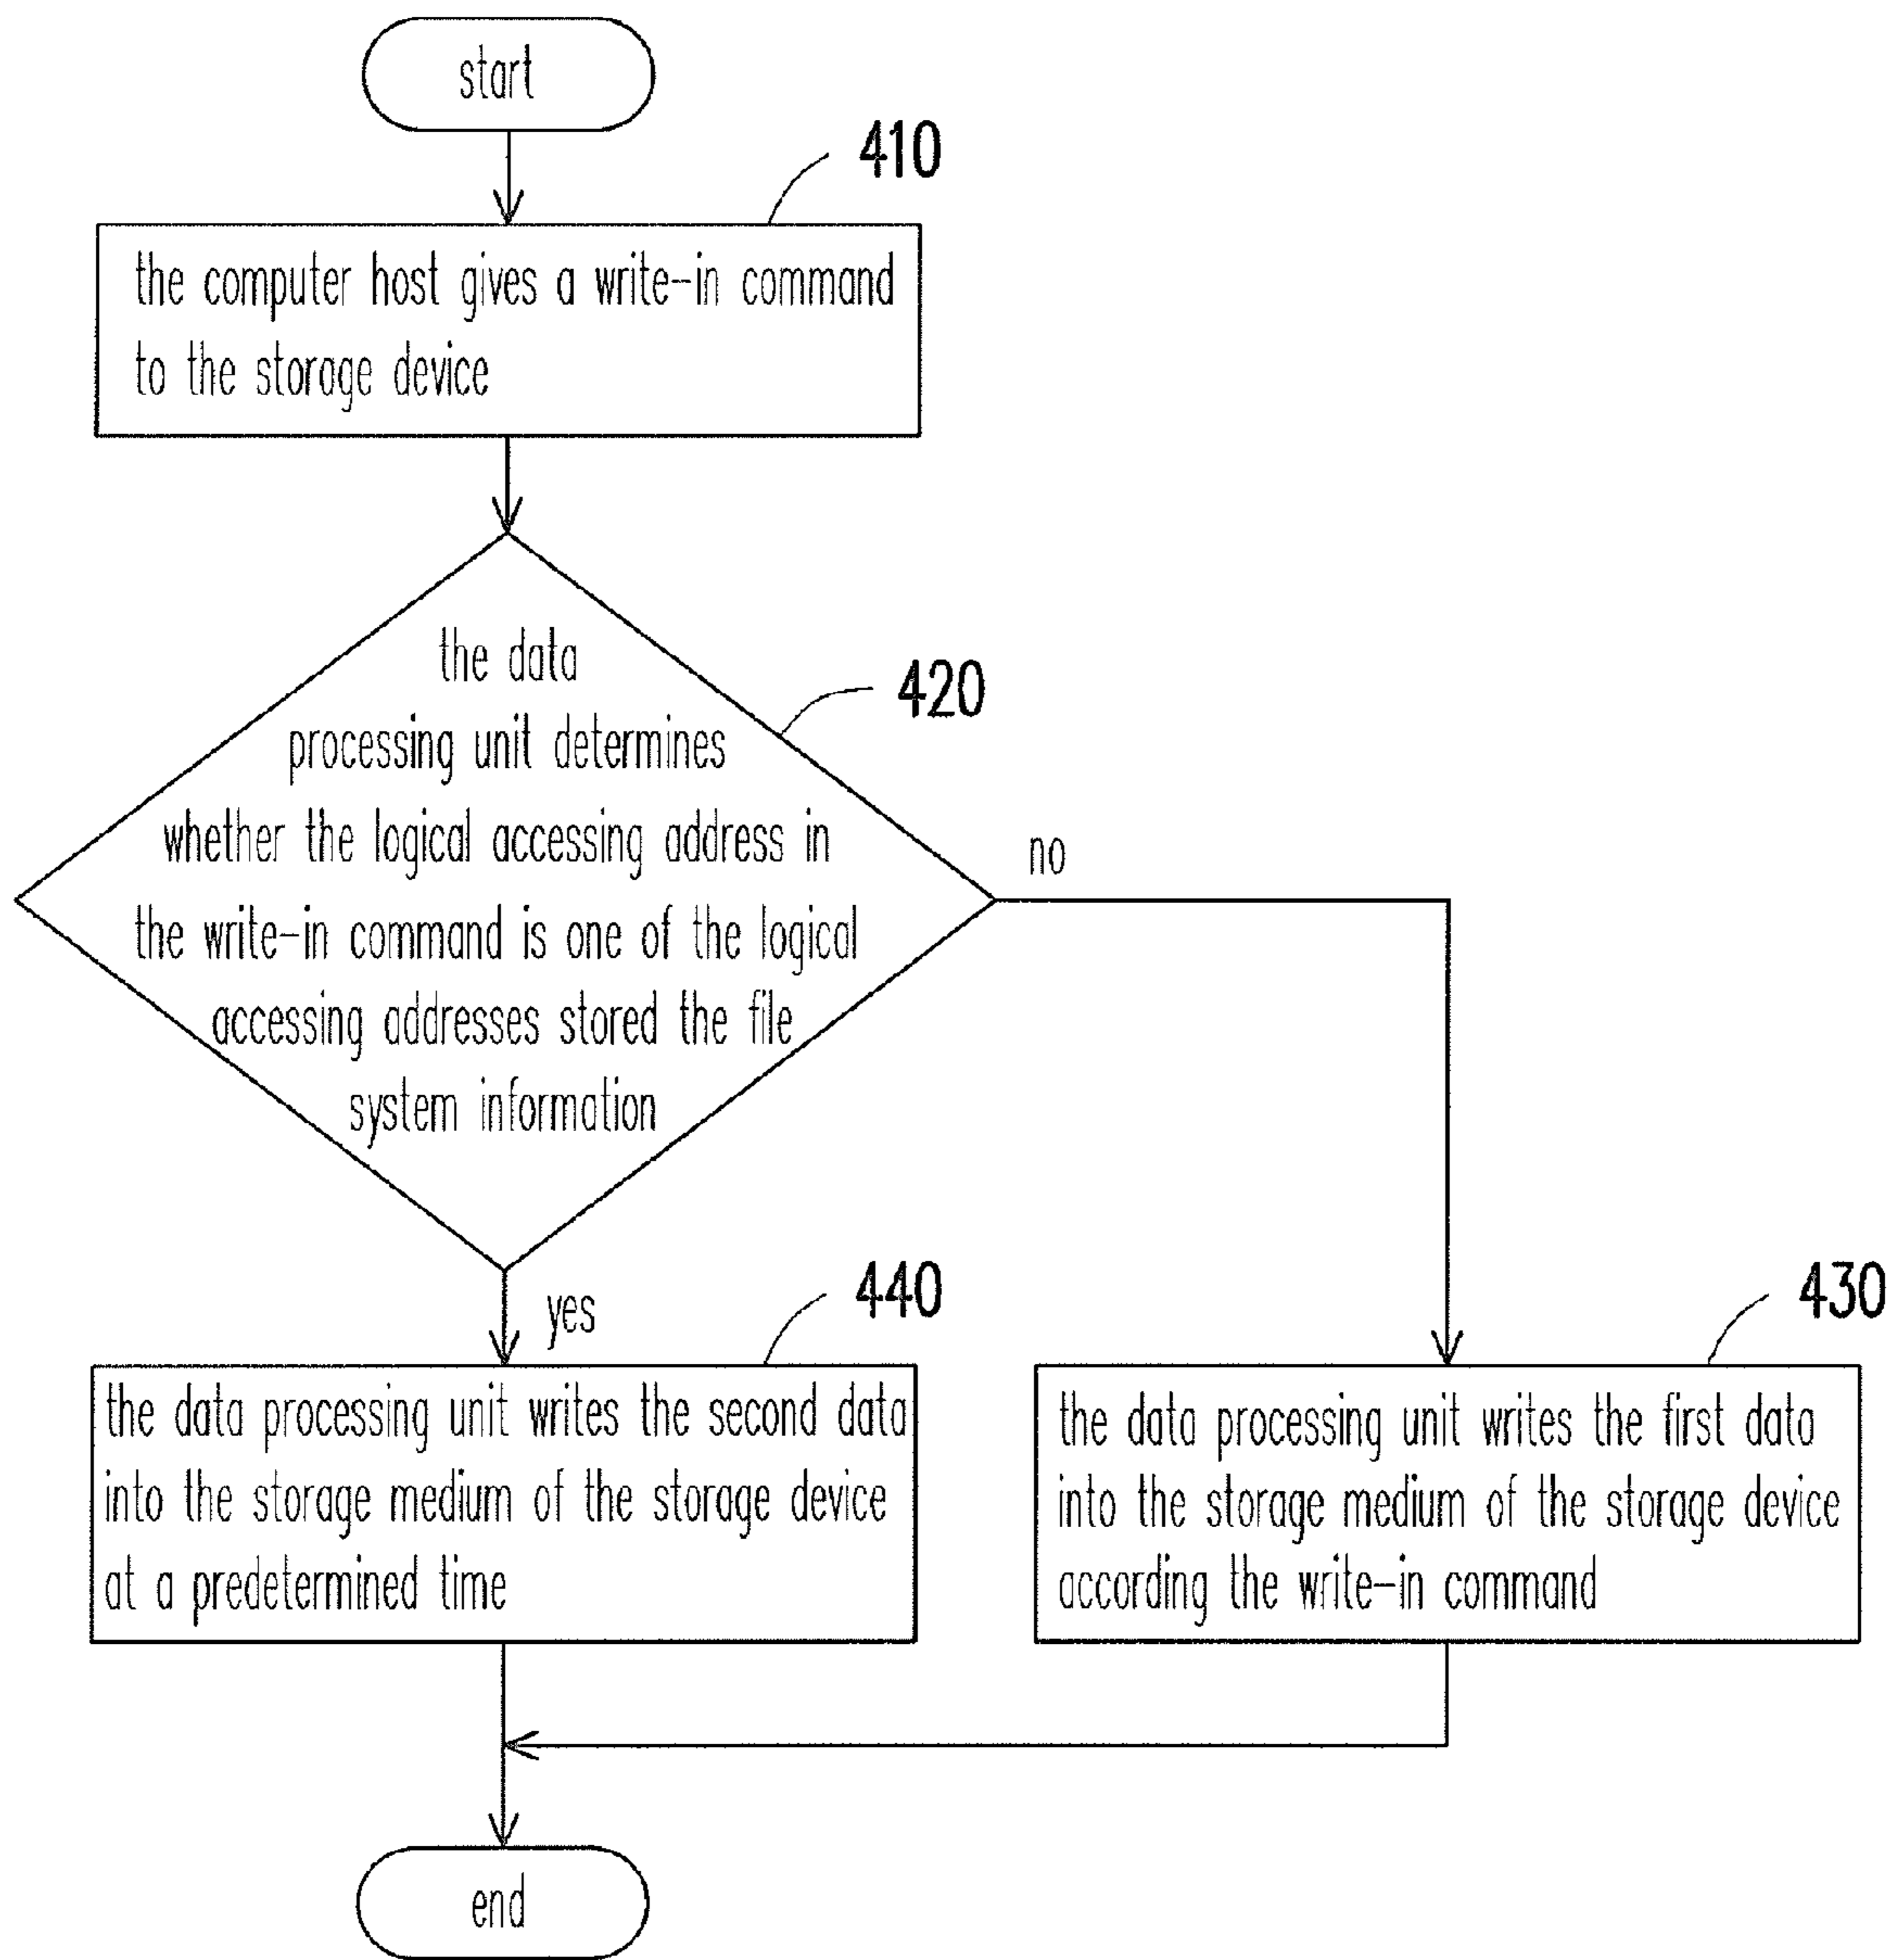 start
410
the computer host gives a write-in command
to the storage device
the data
processing unit determines
whether the logical accessing address in
the write-in command is one of the logical
accessing addresses stored the file
system information
420
no
yes
440
the data processing unit writes the second data
into the storage medium of the storage device
at a predetermined time
430
the data processing unit writes the first data
into the storage medium of the storage device
according the write-in command
end